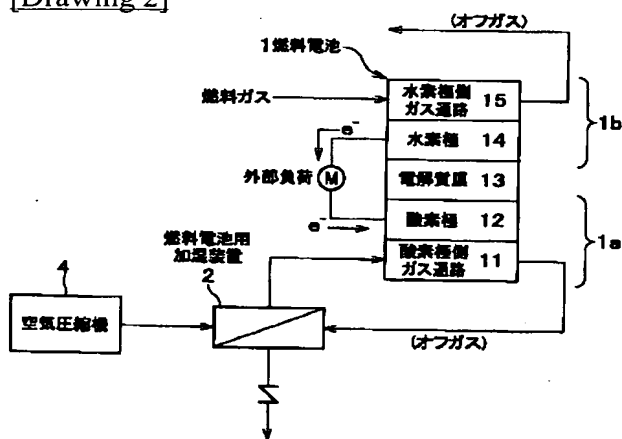 [Drawing 2]
(オフガス)
1燃料電池
燃料ガス
水素極側
ガス通路 15
水素極 14
電解質膜 13
酸素極 12
酸素極側
ガス通路 11
1b
1a
e⁻
外部負荷 M
e⁻
燃料電池用
加湿装置
2
4
空気圧縮機
(オフガス)